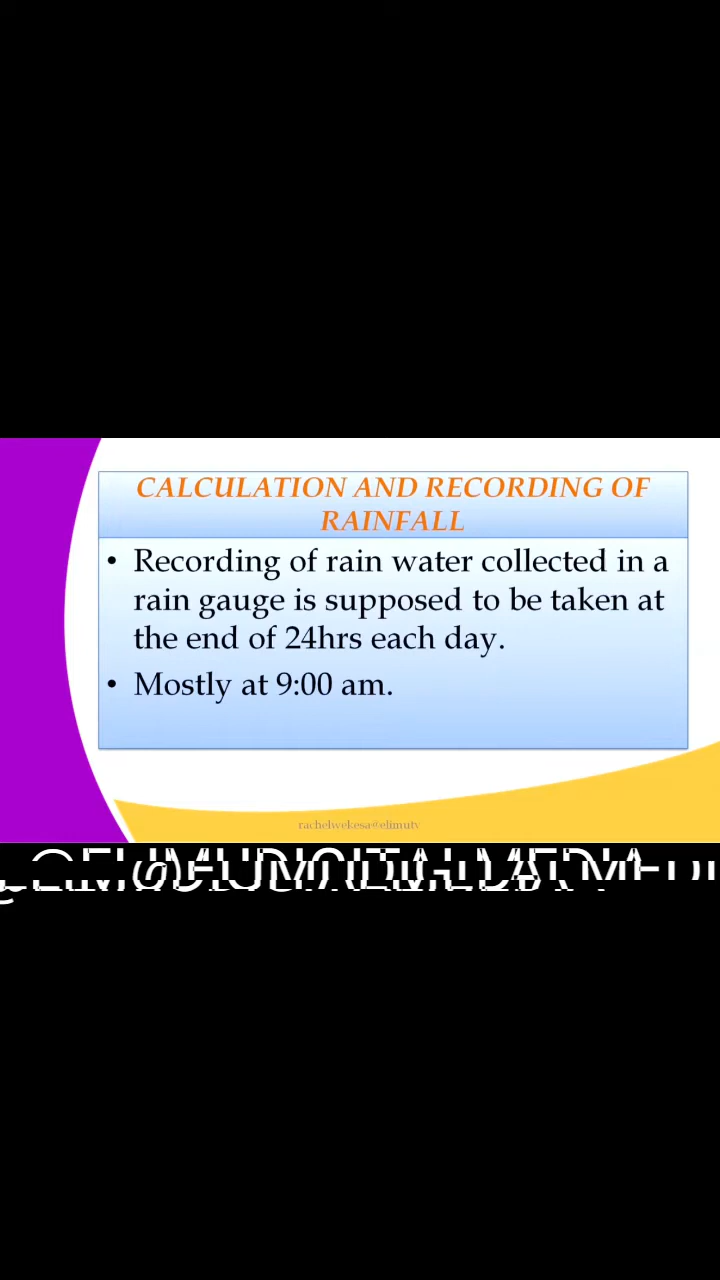 CALCULATION AND RECORDING OF
RAINFALL
• Recording of rain water collected in a
rain gauge is supposed to be taken at
the end of 24hrs each day.
• Mostly at 9:00 am.
rachelwekesa@elimutv